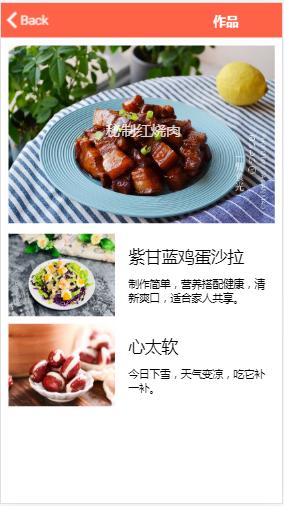 Back
作品
秘制红烧肉
紫甘蓝鸡蛋沙拉
制作简单，营养搭配健康，清
新爽口，适合家人共享。
心太软
今日下雪，天气变凉，吃它补
一补。